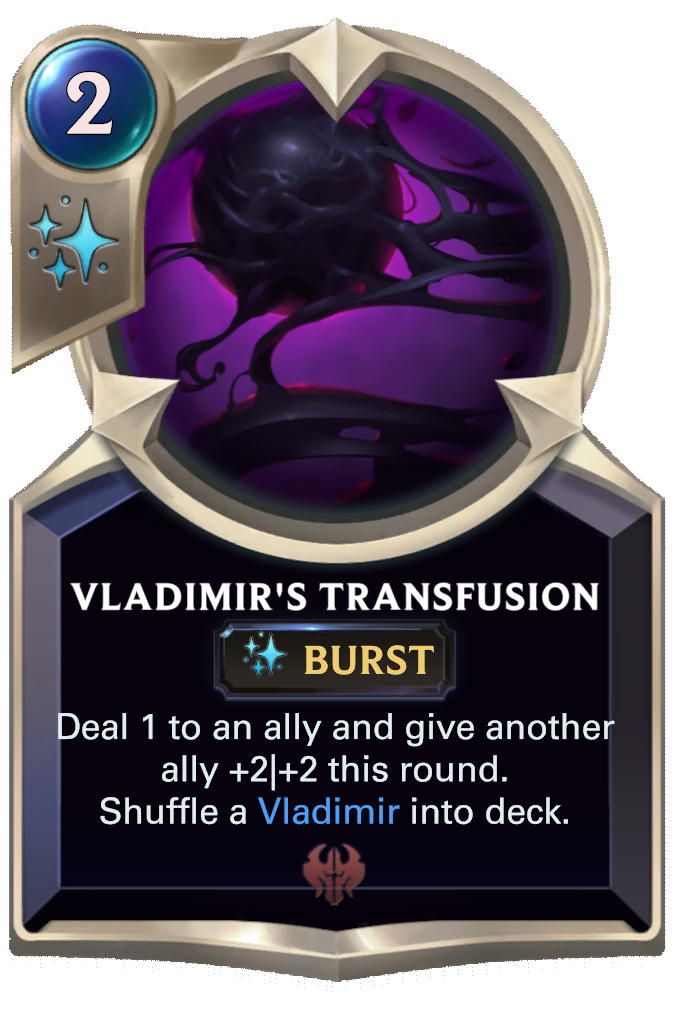 2
VLADIMIR'S TRANSFUSION
BURST
Deal 1 to an ally and give another
ally +2|+2 this round.
Shuffle a Vladimir into deck.